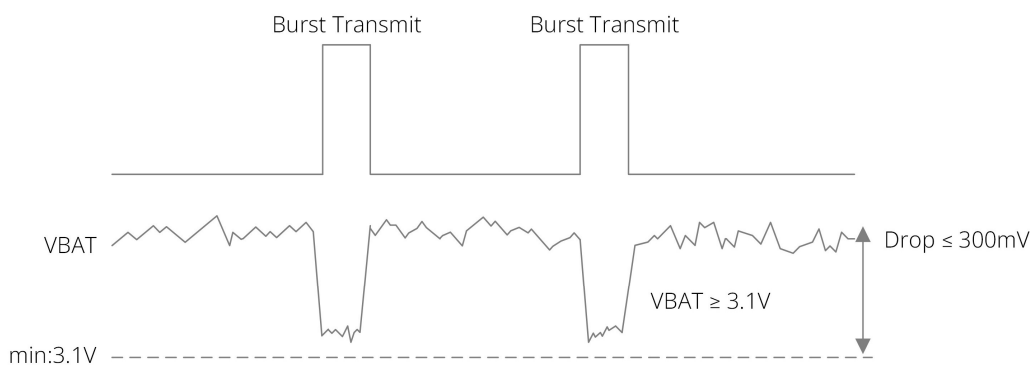 Burst Transmit
Burst Transmit
VBAT
Drop ≤ 300mV
VBAT ≥ 3.1V
min:3.1V